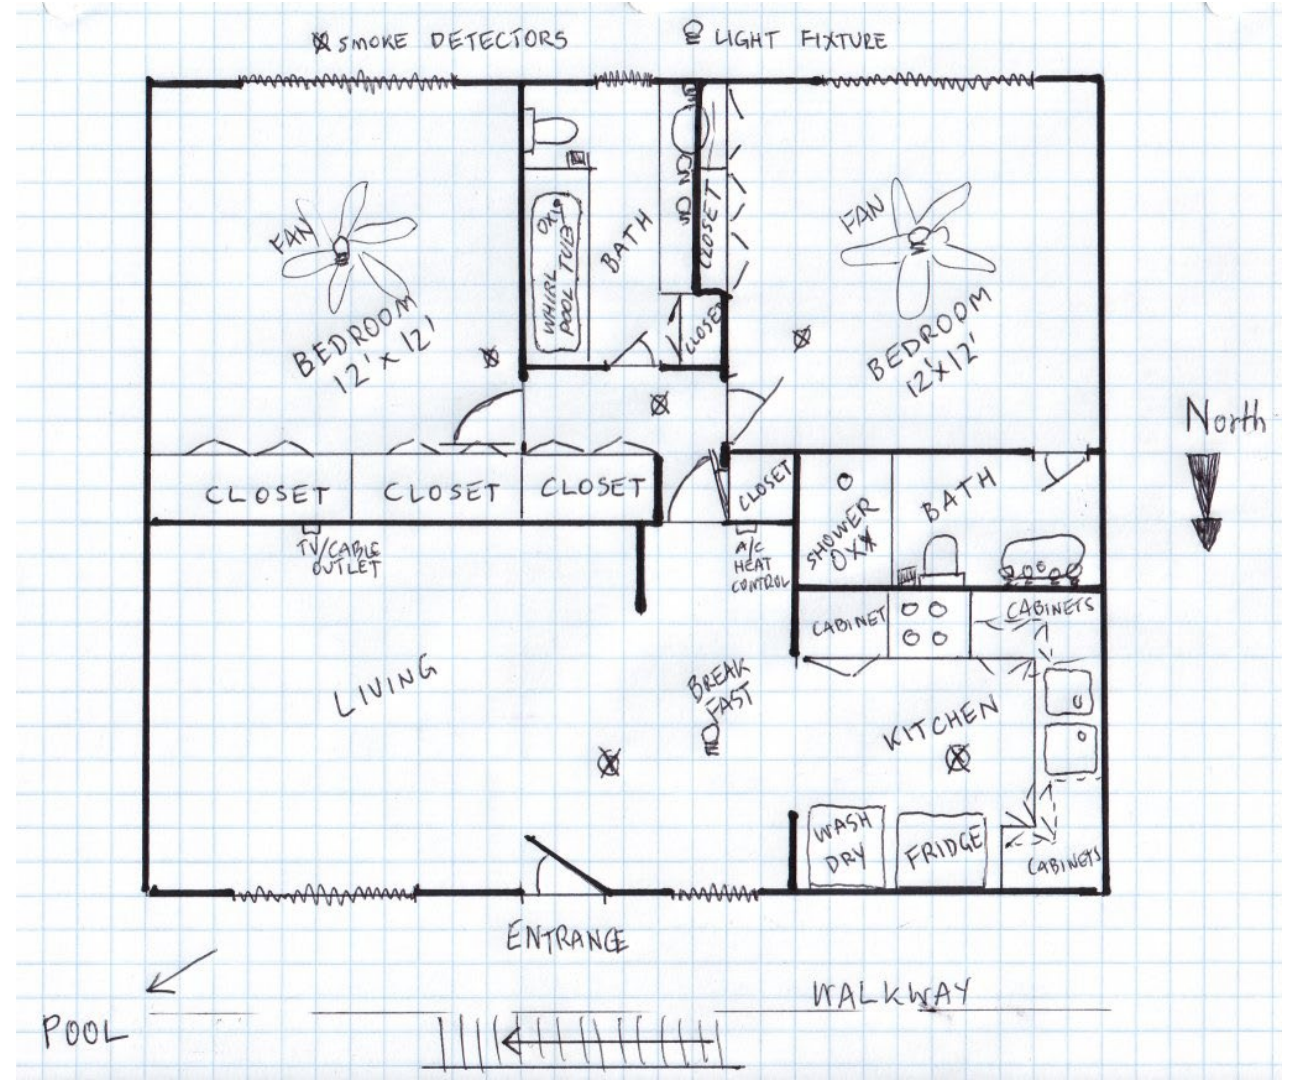 SMOKE DETECTORS
LIGHT FIXTURE
FAN
BEDROOM
12' x 12'
WHIRL
POOL TUB
BATH
CLOSET
CLOSET
FAN
BEDROOM
12' x 12'
North
CLOSET
CLOSET
CLOSET
CLOSET
SHOWER
BATH
TV/CABLE
OUTLET
A/C
HEAT
CONTROL
CABINET
CABINETS
LIVING
BREAK
FAST
KITCHEN
WASH
DRY
FRIDGE
CABINETS
ENTRANCE
WALKWAY
POOL